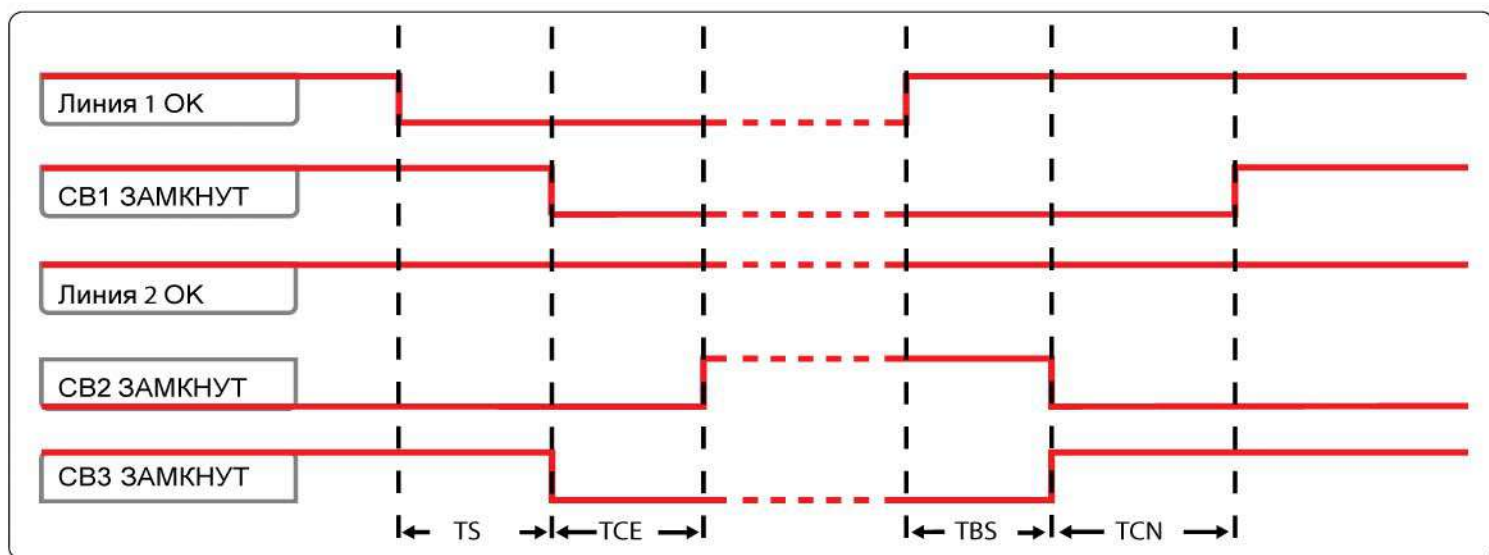 Линия 1 OK
CB1 ЗАМКНУТ
Линия 2 OK
CB2 ЗАМКНУТ
CB3 ЗАМКНУТ
TS TCE TBS TCN